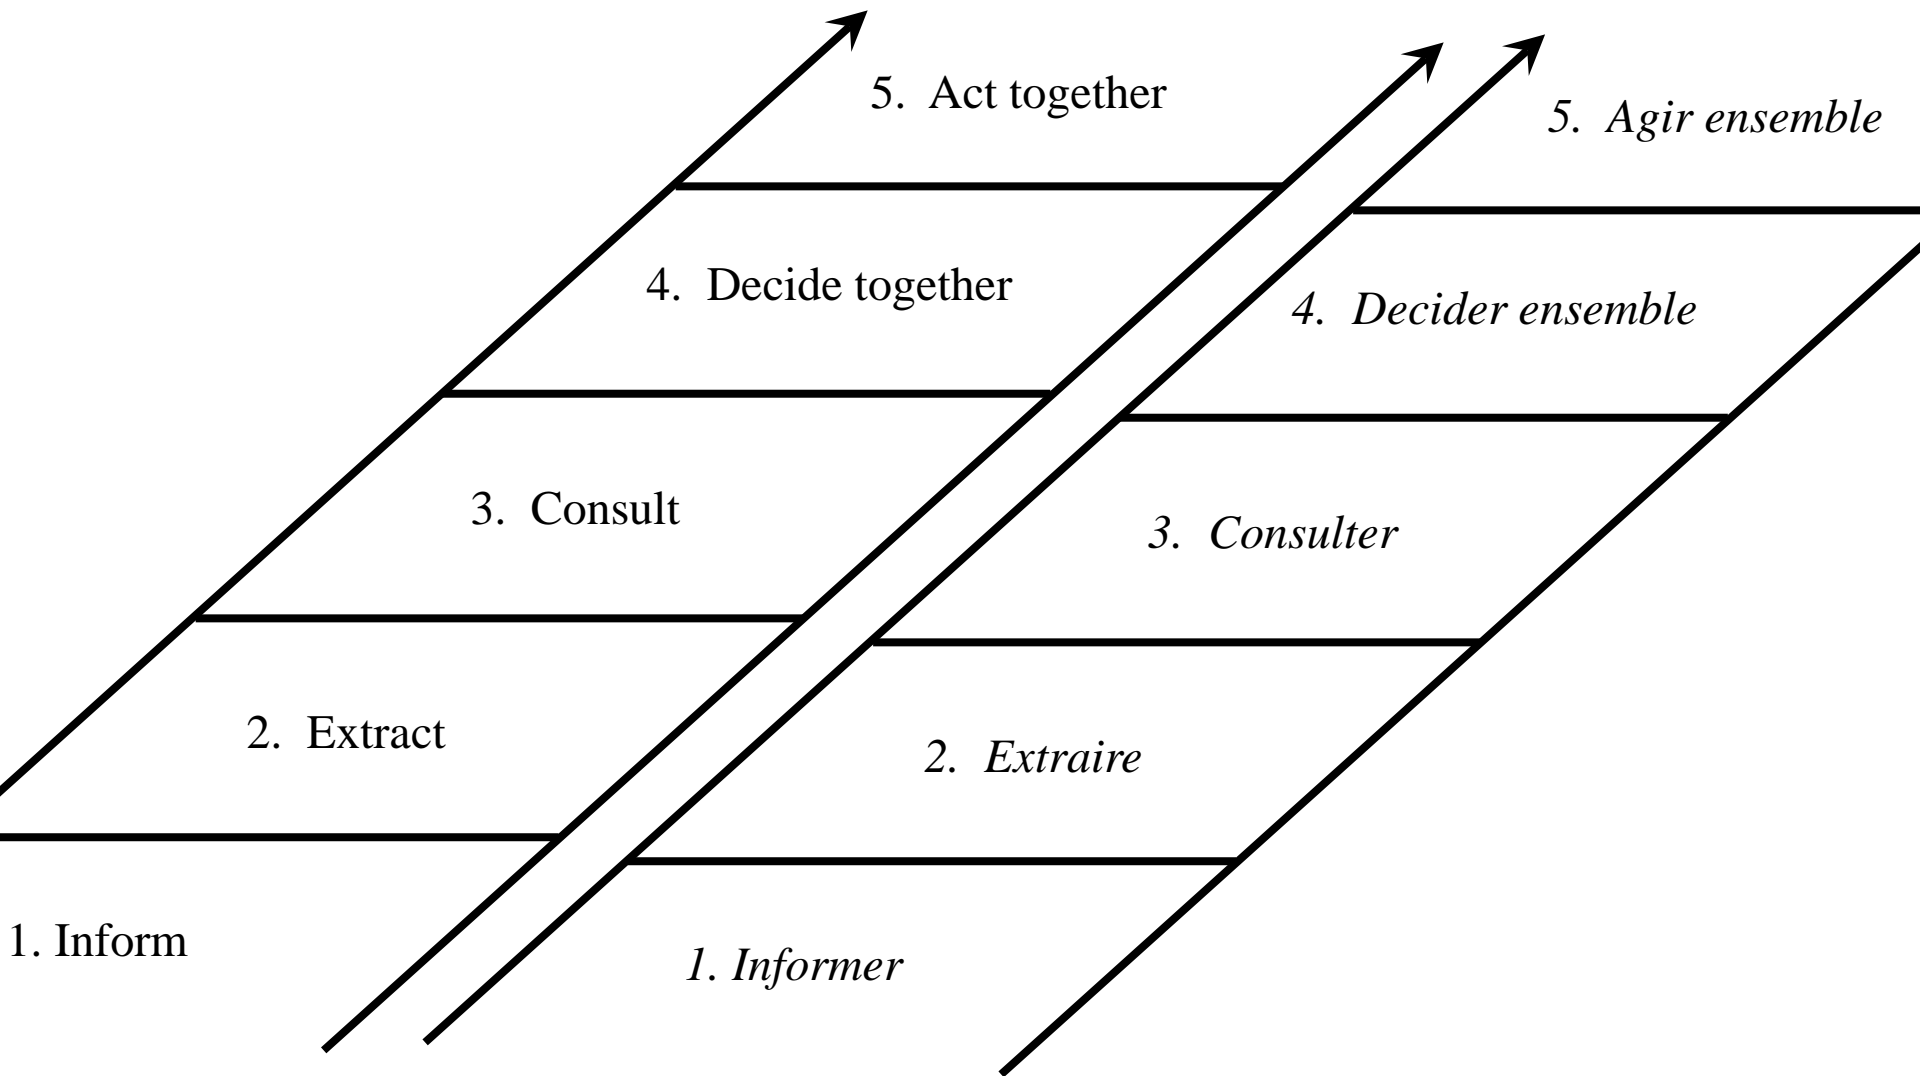 5. Act together
4. Decide together
3. Consult
2. Extract
1. Inform
5. Agir ensemble
4. Decider ensemble
3. Consulter
2. Extraire
1. Informer